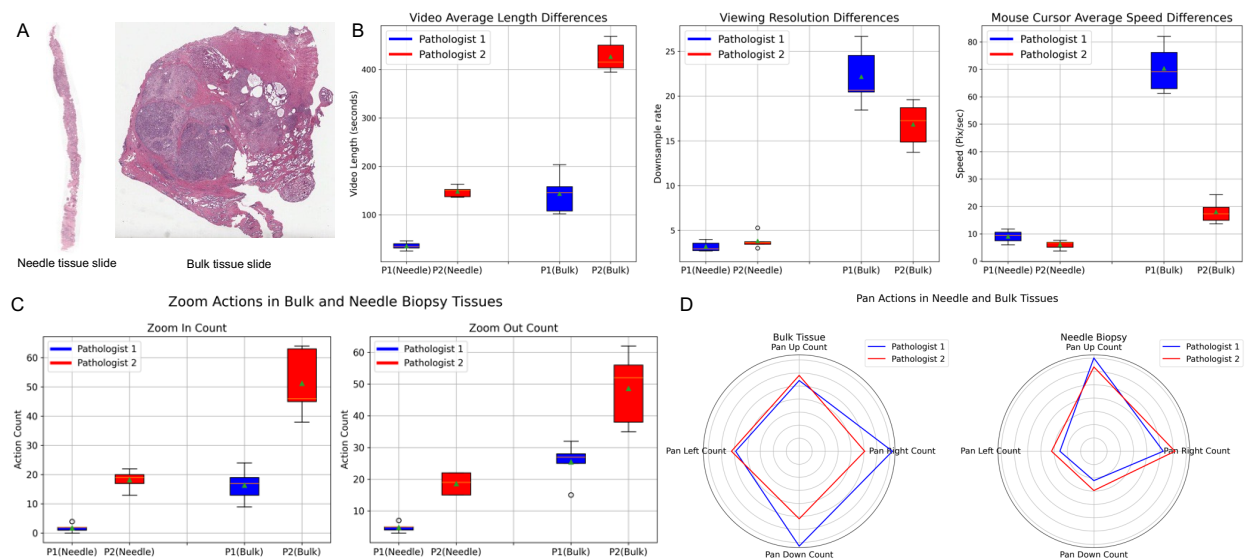 A
Needle tissue slide
Bulk tissue slide
B
Video Average Length Differences
Pathologist 1
Pathologist 2
Video Length (seconds)
400
300
200
100
P1(Needle) P2(Needle) P1(Bulk) P2(Bulk)
Viewing Resolution Differences
Pathologist 1
Pathologist 2
Downsample rate
25
20
15
10
5
P1(Needle) P2(Needle) P1(Bulk) P2(Bulk)
Mouse Cursor Average Speed Differences
Pathologist 1
Pathologist 2
Speed (Pix/sec)
80
70
60
50
40
30
20
10
0
P1(Needle) P2(Needle) P1(Bulk) P2(Bulk)
C
Zoom Actions in Bulk and Needle Biopsy Tissues
Zoom In Count
Pathologist 1
Pathologist 2
Action Count
60
50
40
30
20
10
0
P1(Needle) P2(Needle) P1(Bulk) P2(Bulk)
Zoom Out Count
Pathologist 1
Pathologist 2
Action Count
60
50
40
30
20
10
0
P1(Needle) P2(Needle) P1(Bulk) P2(Bulk)
D
Pan Actions in Needle and Bulk Tissues
Bulk Tissue
Pan Up Count
Pathologist 1
Pathologist 2
Pan Left Count
Pan Right Count
Pan Down Count
Needle Biopsy
Pan Up Count
Pathologist 1
Pathologist 2
Pan Left Count
Pan Right Count
Pan Down Count